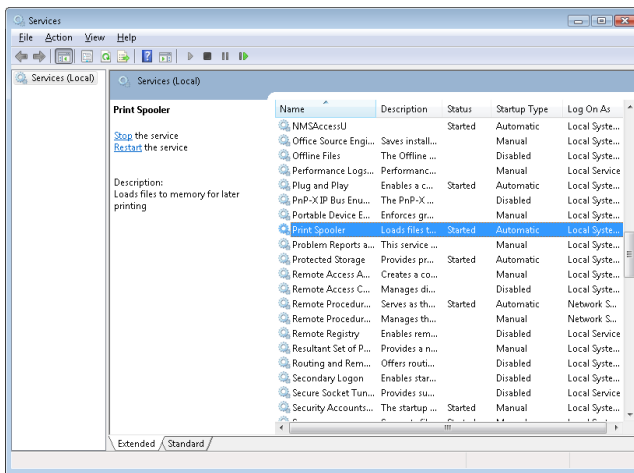 Services
File Action View Help
Services (Local)
Services (Local)
Print Spooler
Stop the service
Restart the service
Description:
Loads files to memory for later
printing
Name Description Status Startup Type Log On As
NMSAccessU Started Automatic Local Syste...
Office Source Engi... Saves install... Manual Local Syste...
Offline Files The Offline ... Disabled Local Syste...
Performance Logs... Performanc... Manual Local Service
Plug and Play Enables a c... Started Automatic Local Syste...
PnP-X IP Bus Enu... The PnP-X ... Disabled Local Syste...
Portable Device E... Enforces gr... Manual Local Syste...
Print Spooler Loads files t... Started Automatic Local Syste...
Problem Reports a... This service ... Manual Local Syste...
Protected Storage Provides pr... Started Automatic Local Syste...
Remote Access A... Creates a co... Manual Local Syste...
Remote Access C... Manages di... Disabled Local Syste...
Remote Procedur... Serves as th... Started Automatic Network S...
Remote Procedur... Manages th... Manual Network S...
Remote Registry Enables rem... Disabled Local Service
Resultant Set of P... Provides a n... Manual Local Syste...
Routing and Rem... Offers routi... Disabled Local Syste...
Secondary Logon Enables star... Disabled Local Syste...
Secure Socket Tun... Provides su... Disabled Local Service
Security Accounts... The startup ... Started Manual Local Syste...
Extended Standard